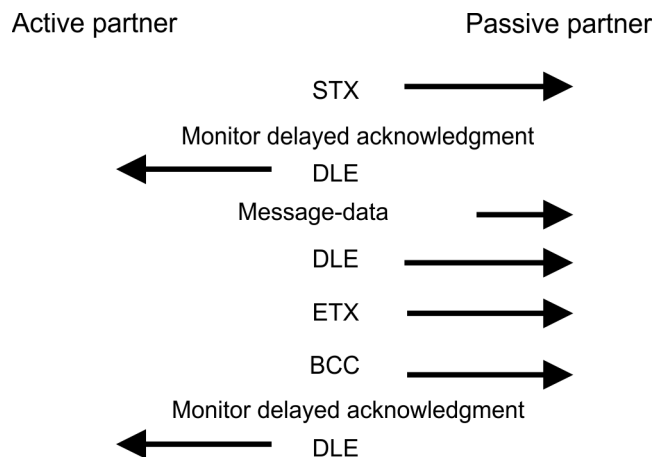 Active partner Passive partner
STX
Monitor delayed acknowledgment
DLE
Message-data
DLE
ETX
BCC
Monitor delayed acknowledgment
DLE